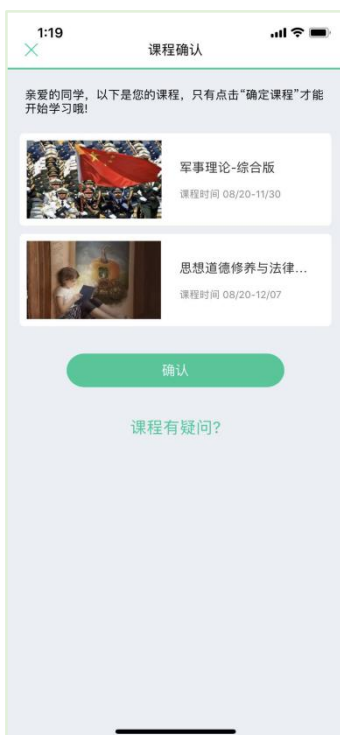 1:19
课程确认
亲爱的同学，以下是您的课程，只有点击“确定课程”才能
开始学习哦!
军事理论-综合版
课程时间 08/20-11/30
思想道德修养与法律...
课程时间 08/20-12/07
确认
课程有疑问?